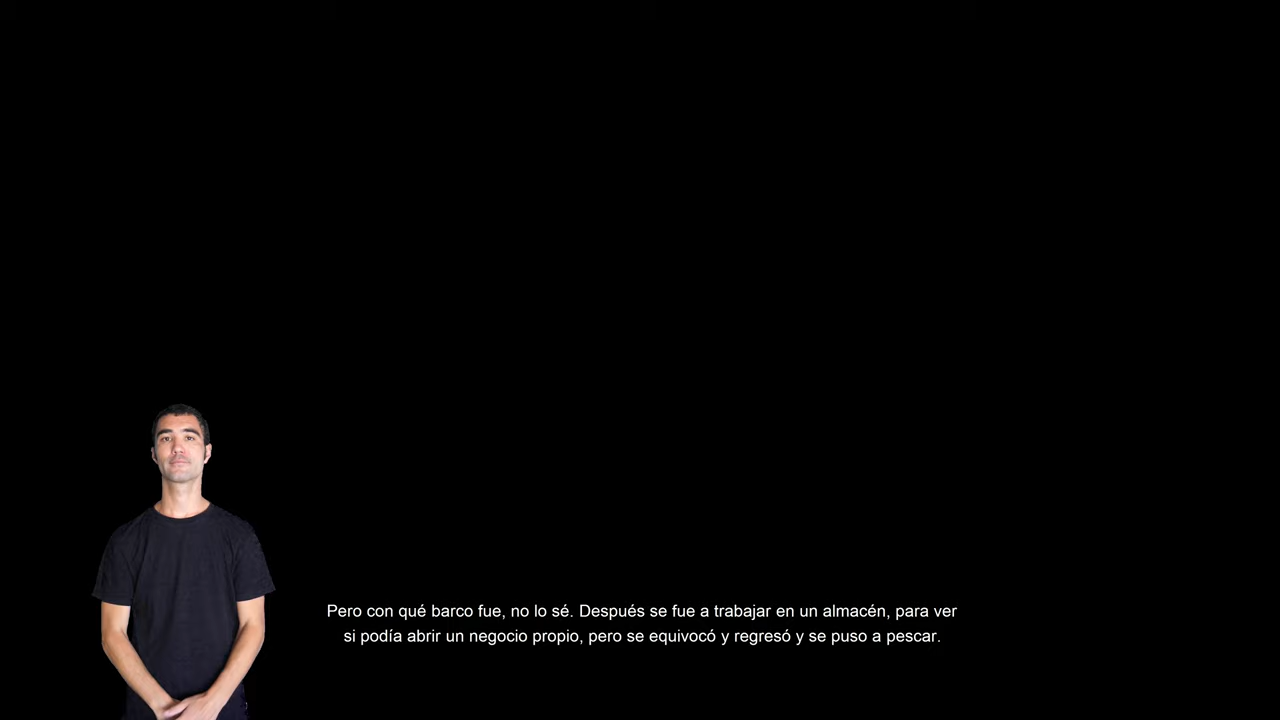 Pero con qué barco fue, no lo sé. Después se fue a trabajar en un almacén, para ver
si podía abrir un negocio propio, pero se equivocó y regresó y se puso a pescar.